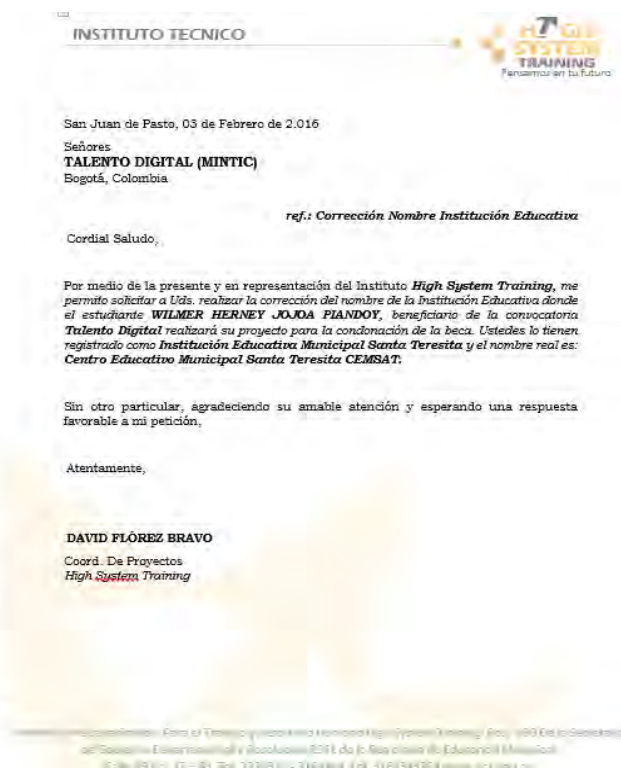 INSTITUTO TECNICO
HIGH
SYSTEM
TRAINING
Pensamos en tu futuro
San Juan de Pasto, 03 de Febrero de 2.016
Señores
TALENTO DIGITAL (MINTIC)
Bogotá, Colombia
ref.: Corrección Nombre Institución Educativa
Cordial Saludo,
Por medio de la presente y en representación del Instituto High System Training, me
permito solicitar a Uds. realizar la corrección del nombre de la Institución Educativa donde
el estudiante WILMER HERNEY JOJOA PIANDOY, beneficiario de la convocatoria
Talento Digital realizará su proyecto para la condonación de la beca. Ustedes lo tienen
registrado como Institución Educativa Municipal Santa Teresita y el nombre real es:
Centro Educativo Municipal Santa Teresita CEMSAT.
Sin otro particular, agradeciendo su amable atención y esperando una respuesta
favorable a mi petición,
Atentamente,
DAVID FLÓREZ BRAVO
Coord. De Proyectos
High System Training